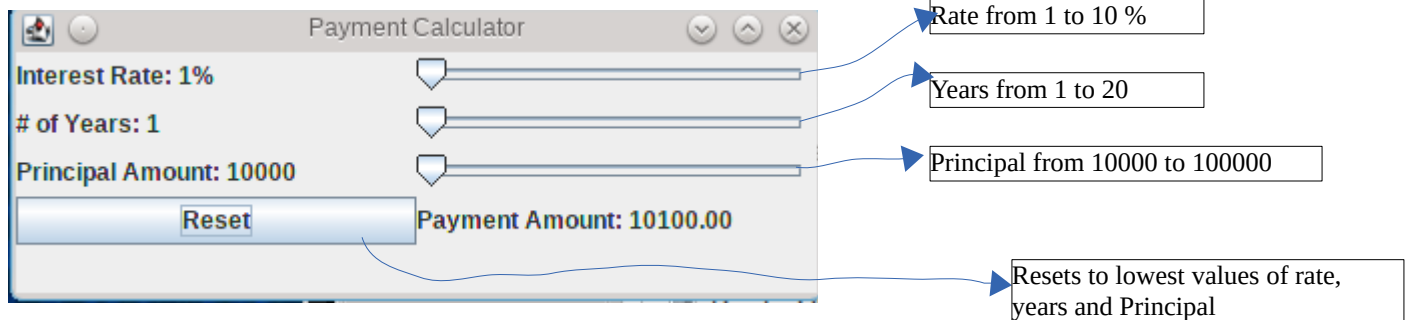 Payment Calculator
Rate from 1 to 10 %
Interest Rate: 1%
Years from 1 to 20
# of Years: 1
Principal from 10000 to 100000
Principal Amount: 10000
Reset
Payment Amount: 10100.00
Resets to lowest values of rate,
years and Principal